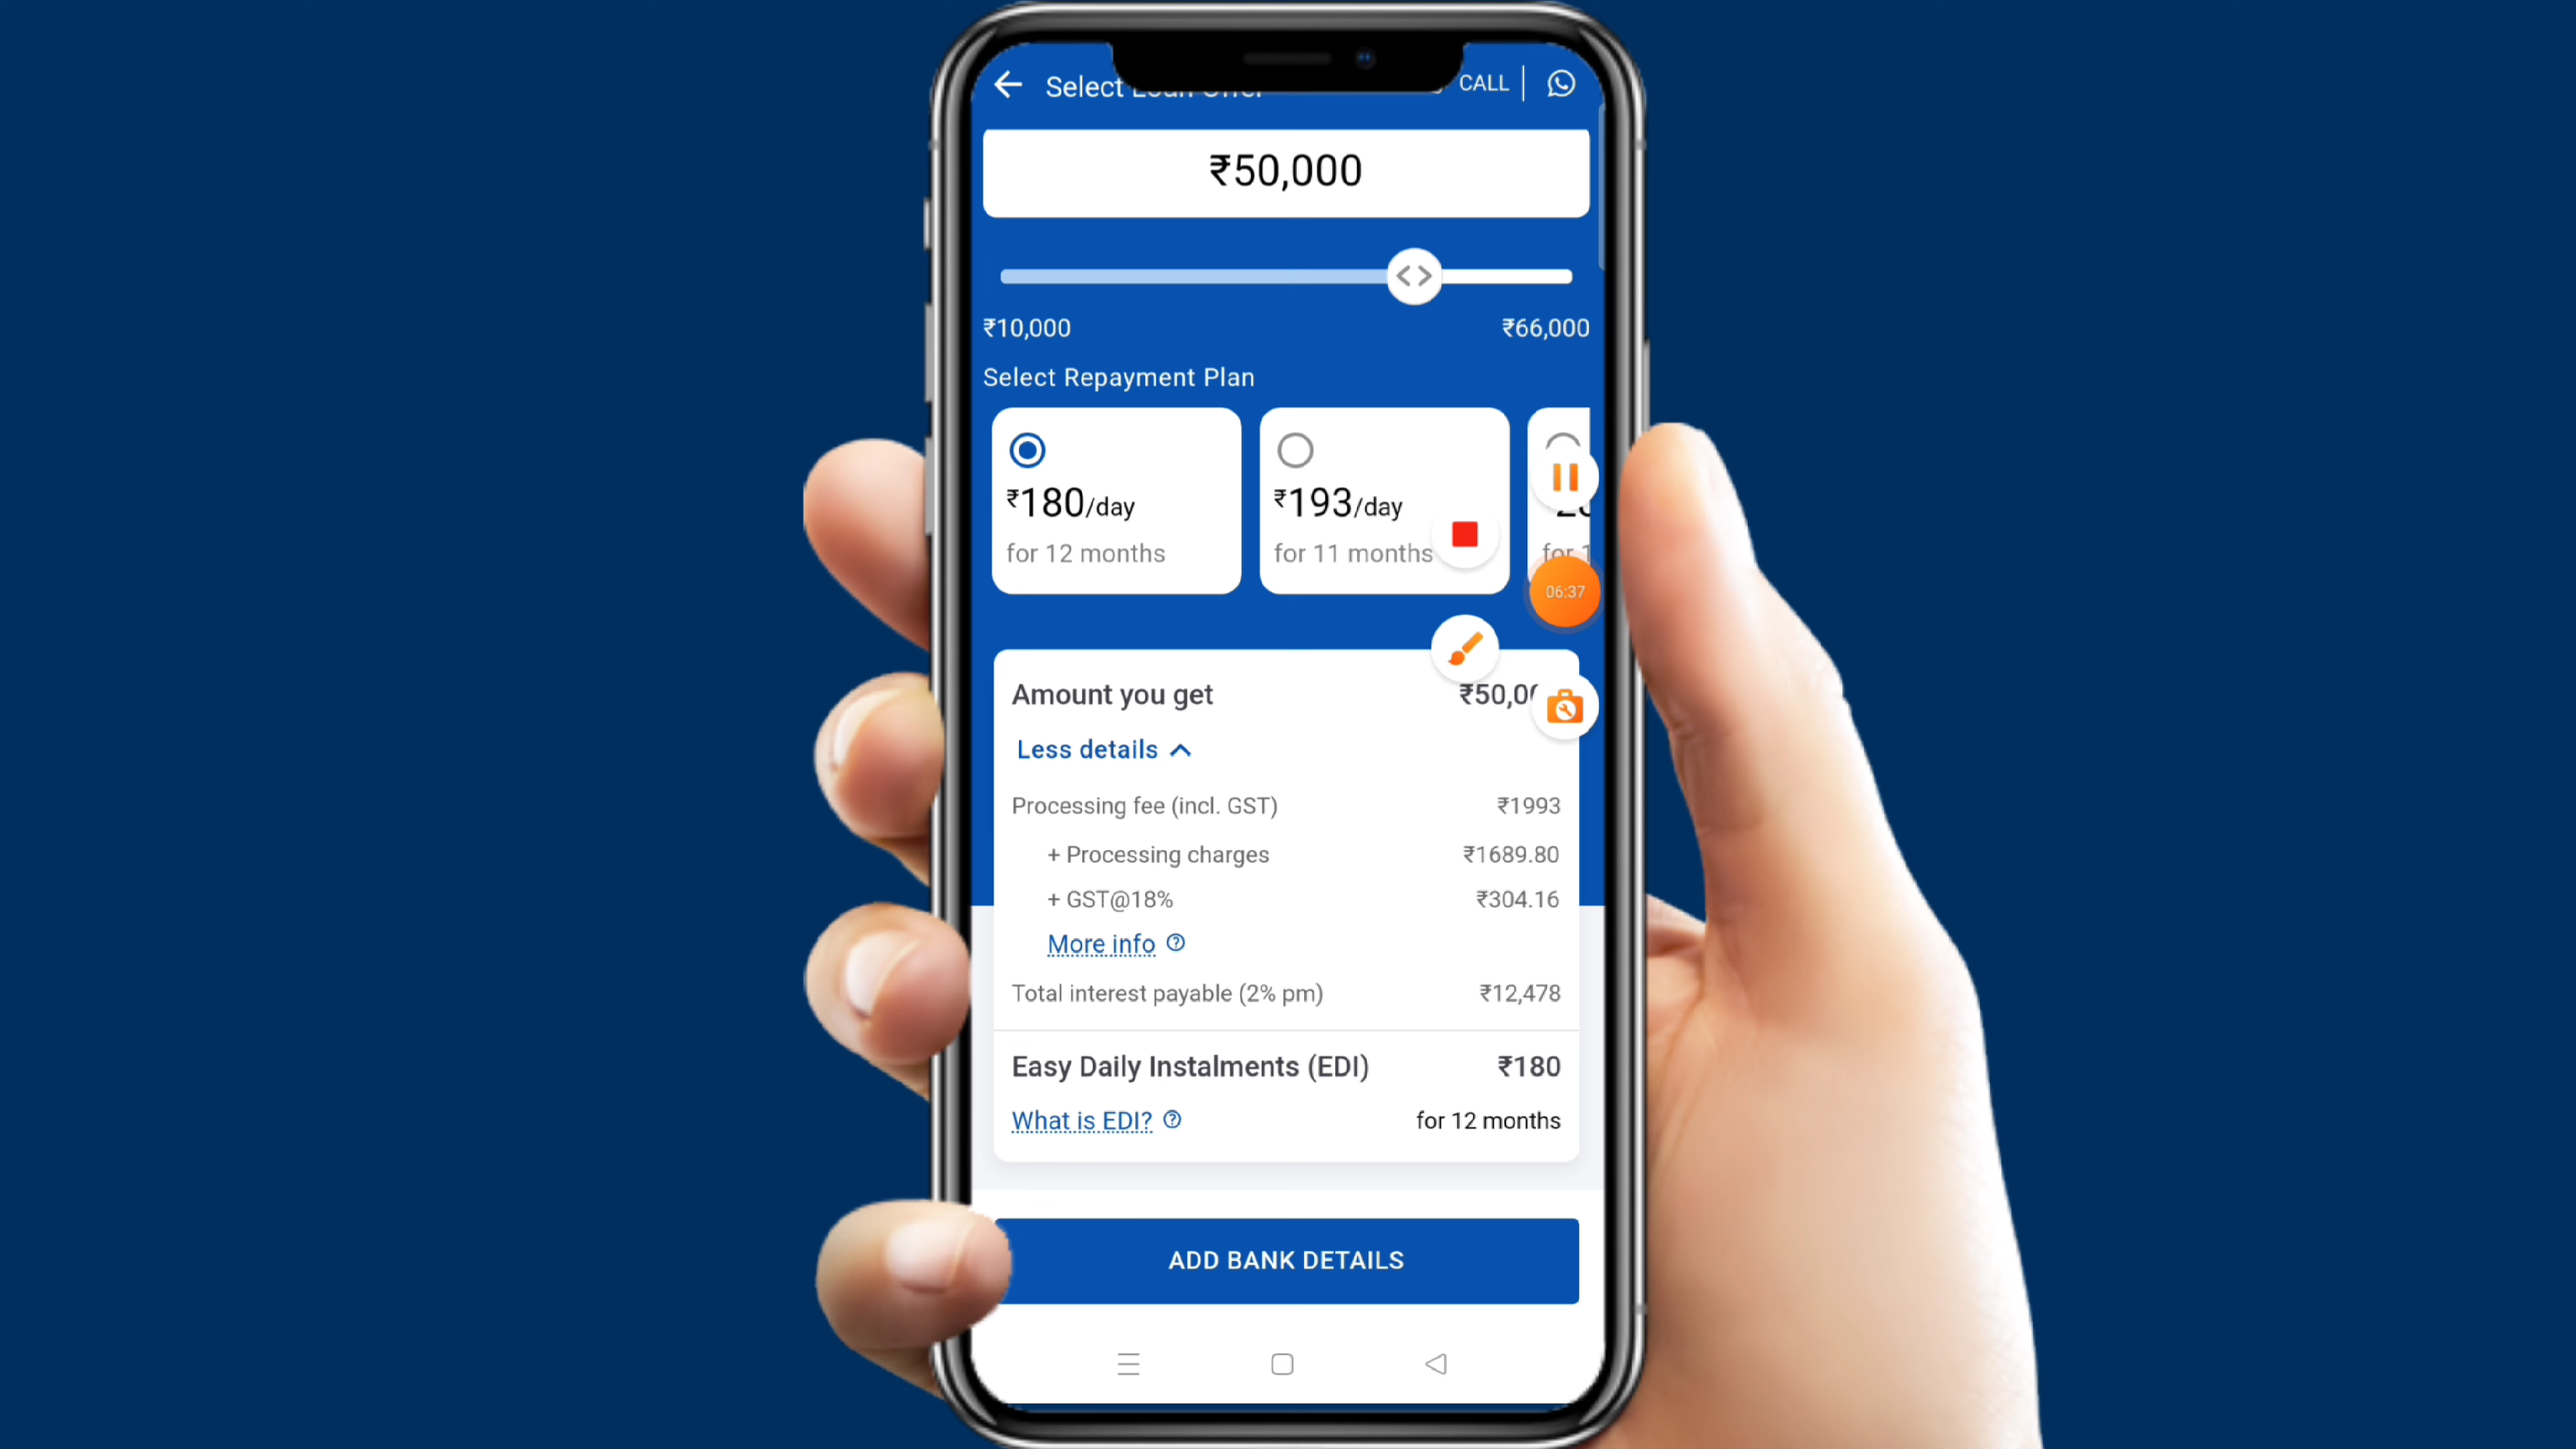 Select CALL
₹50,000
₹10,000 ₹66,000
Select Repayment Plan
₹180/day ₹193/day
for 12 months for 11 months for
06:37
Amount you get ₹50,0
Less details
Processing fee (incl. GST) ₹1993
+ Processing charges ₹1689.80
+ GST@18% ₹304.16
More info
Total interest payable (2% pm) ₹12,478
Easy Daily Instalments (EDI) ₹180
What is EDI? for 12 months
ADD BANK DETAILS